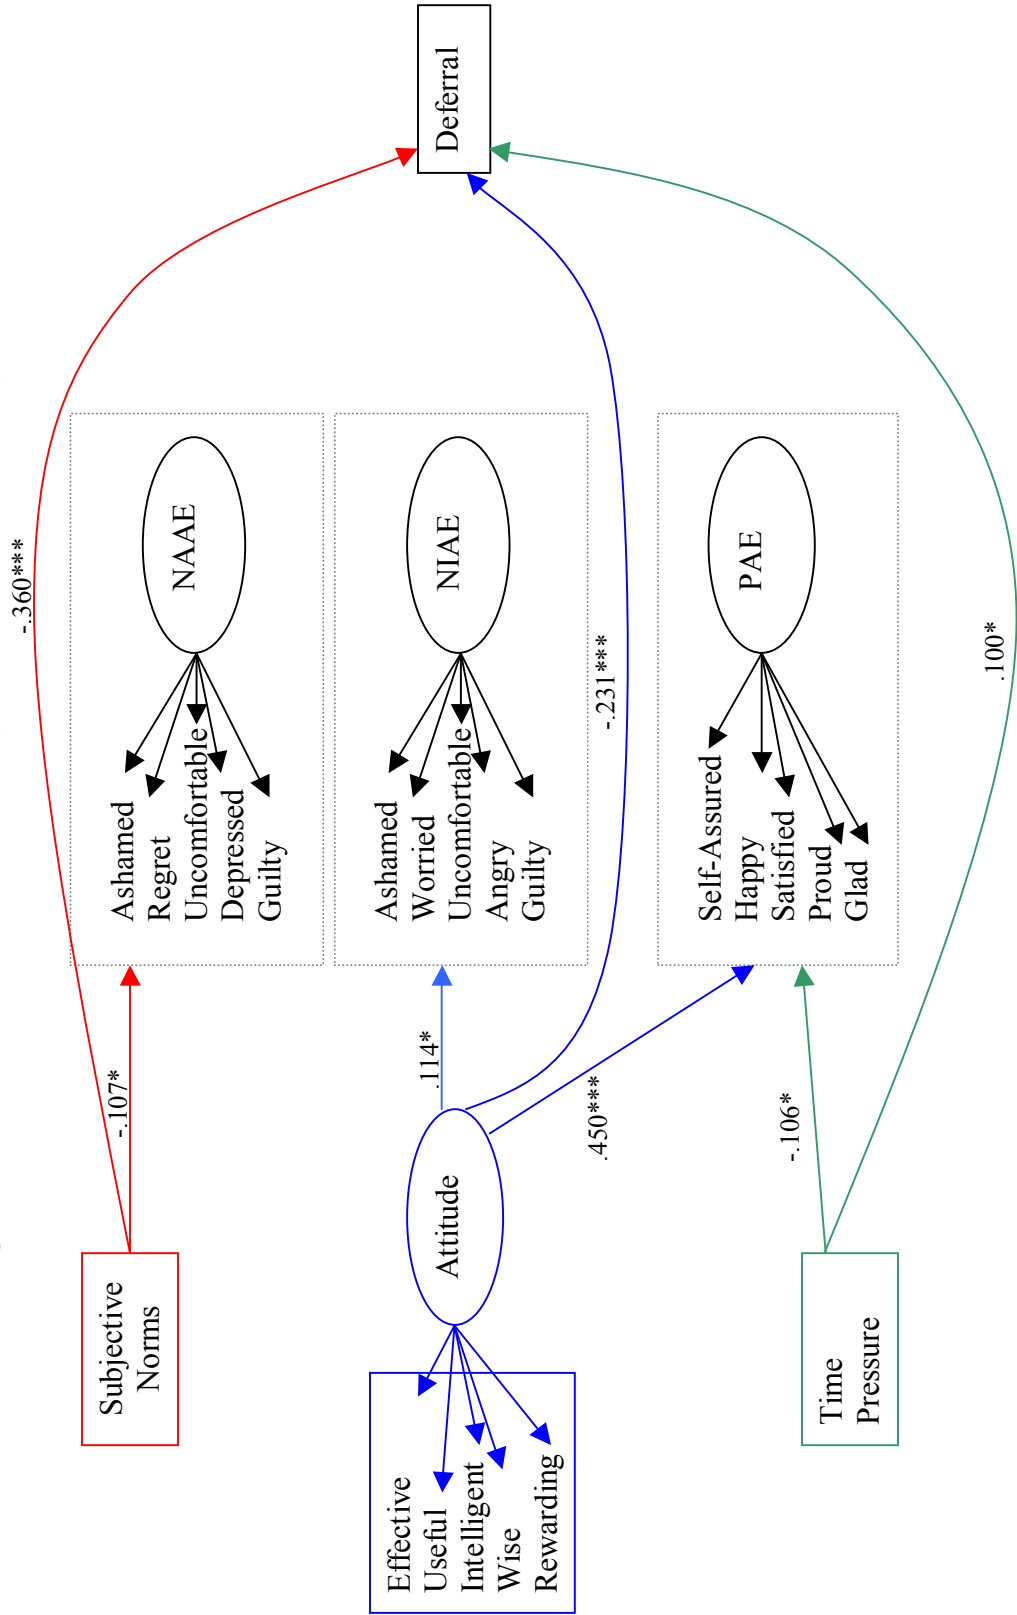 Subjective
Norms
-.360***
-.107*
Ashamed
Regret
Uncomfortable
Depressed
Guilty
NAAE
Effective
Useful
Intelligent
Wise
Rewarding
Attitude
.114*
Ashamed
Worried
Uncomfortable
Angry
Guilty
NIAE
Deferral
-.231***
.450***
Self-Assured
Happy
Satisfied
Proud
Glad
PAE
Time
Pressure
-.106*
.100*